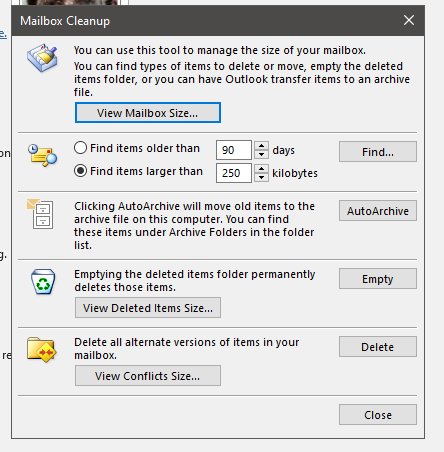 Mailbox Cleanup
e.
You can use this tool to manage the size of your mailbox.
You can find types of items to delete or move, empty the deleted
items folder, or you can have Outlook transfer items to an archive
file.
View Mailbox Size...
on
Find items older than 90 days
Find...
Find items larger than 250 kilobytes
Clicking AutoArchive will move old items to the
archive file on this computer. You can find
these items under Archive Folders in the folder
list.
AutoArchive
g.
Emptying the deleted items folder permanently
deletes those items.
Empty
View Deleted Items Size...
Delete all alternate versions of items in your
mailbox.
Delete
re
View Conflicts Size...
Close